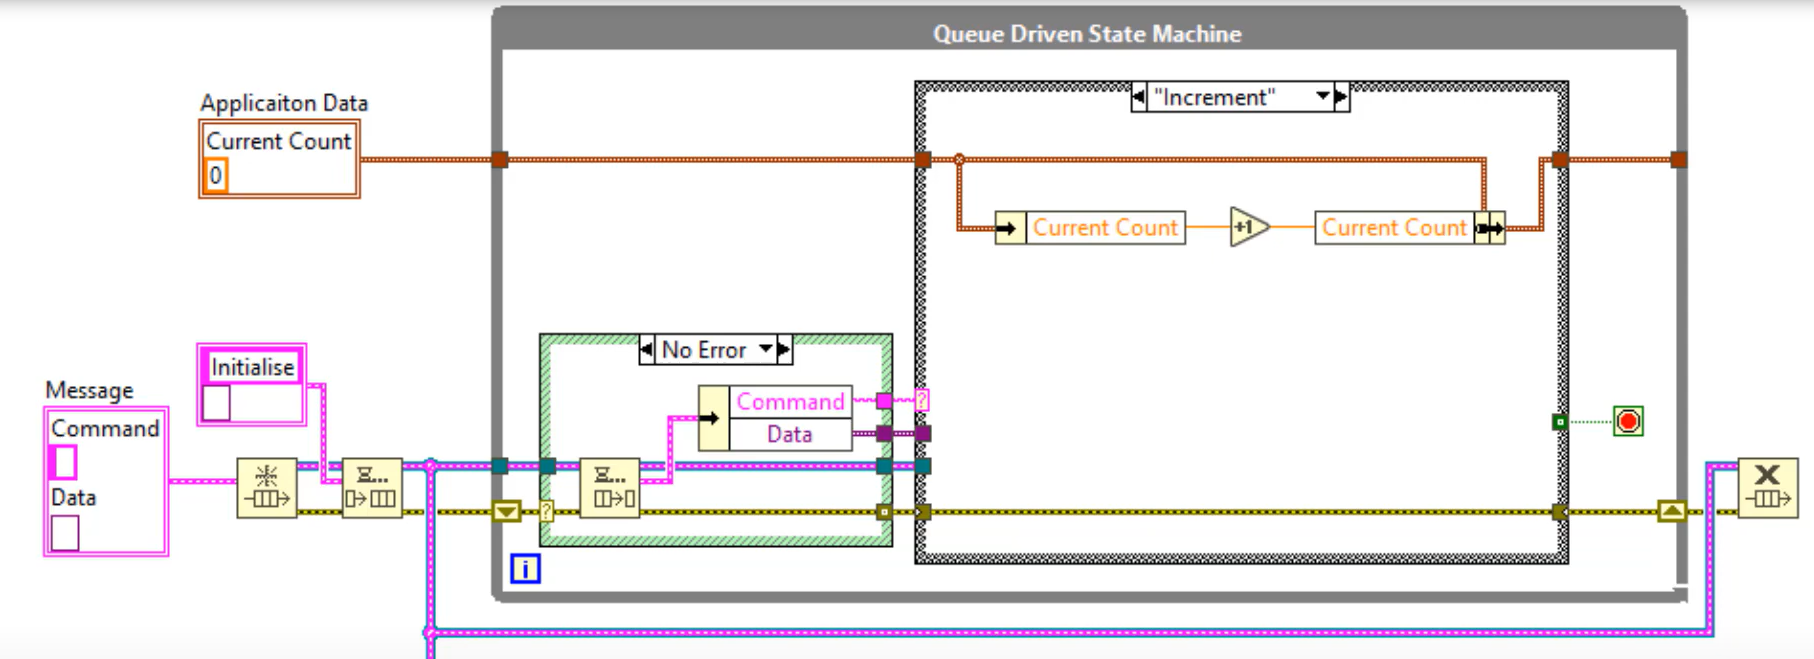 Queue Driven State Machine
Applicaiton Data
Current Count
0
"Increment"
Current Count
+1
Current Count
Initialise
No Error
Message
Command
Data
Command
Data
?
?
i